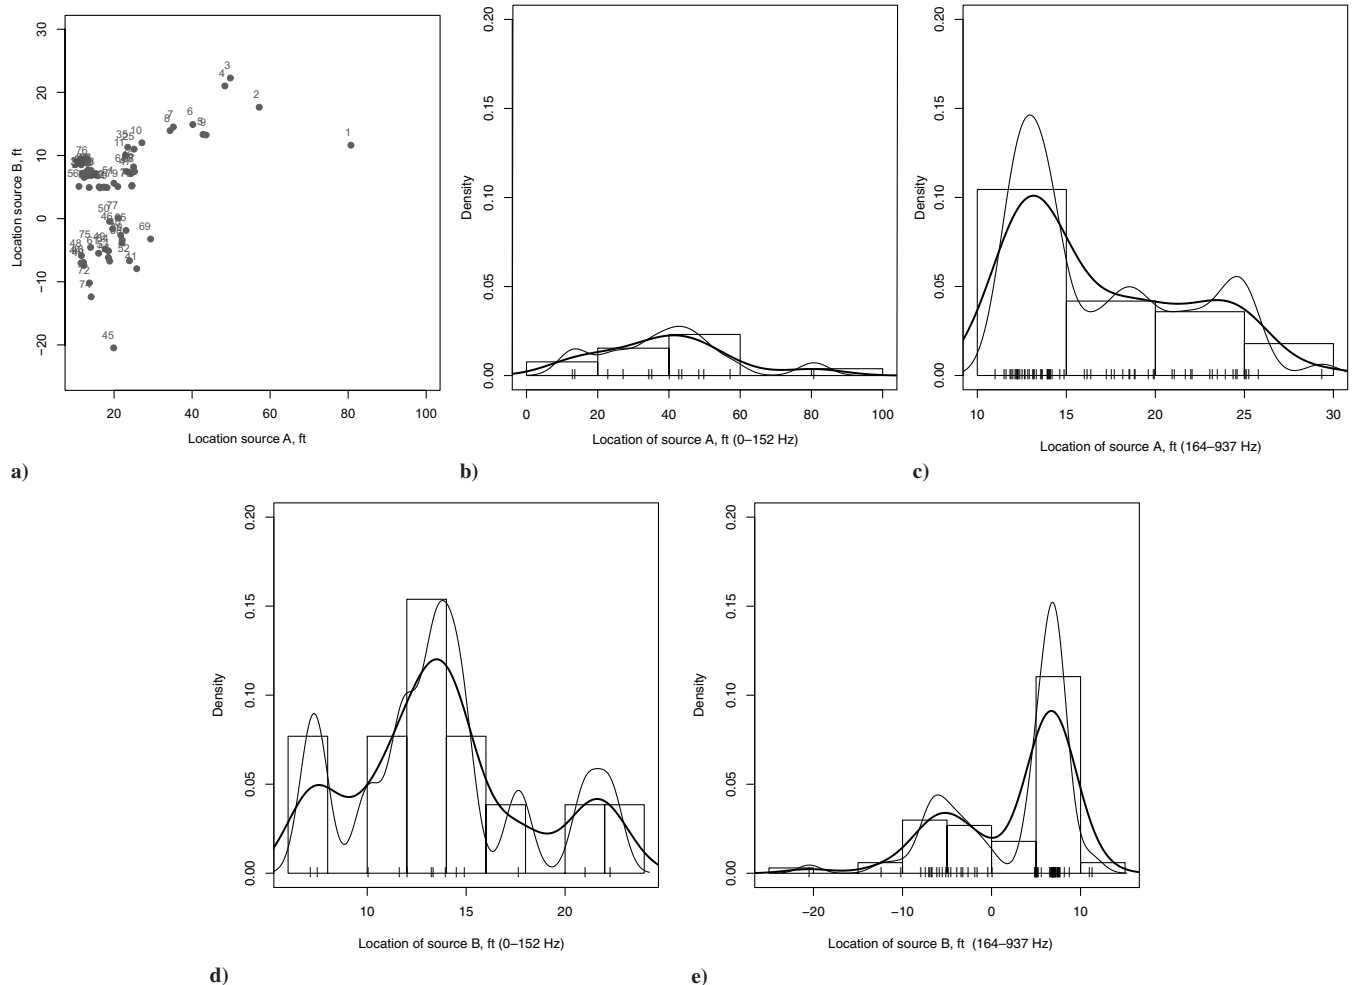 30
20
10
0
−10
−20
Location source B, ft
3
4
2
7
8
6
5
9
1
10
35
25
11
76
56
51
79
50
77
46
69
75
48
52
41
72
74
45
20 40 60 80 100
Location source A, ft
a)
0.20
0.15
0.10
0.05
0.00
Density
0 20 40 60 80 100
Location of source A, ft (0–152 Hz)
b)
0.20
0.15
0.10
0.05
0.00
Density
10 15 20 25 30
Location of source A, ft (164–937 Hz)
c)
0.20
0.15
0.10
0.05
0.00
Density
10 15 20
Location of source B, ft (0–152 Hz)
d)
0.20
0.15
0.10
0.05
0.00
Density
−20 −10 0 10
Location of source B, ft (164–937 Hz)
e)